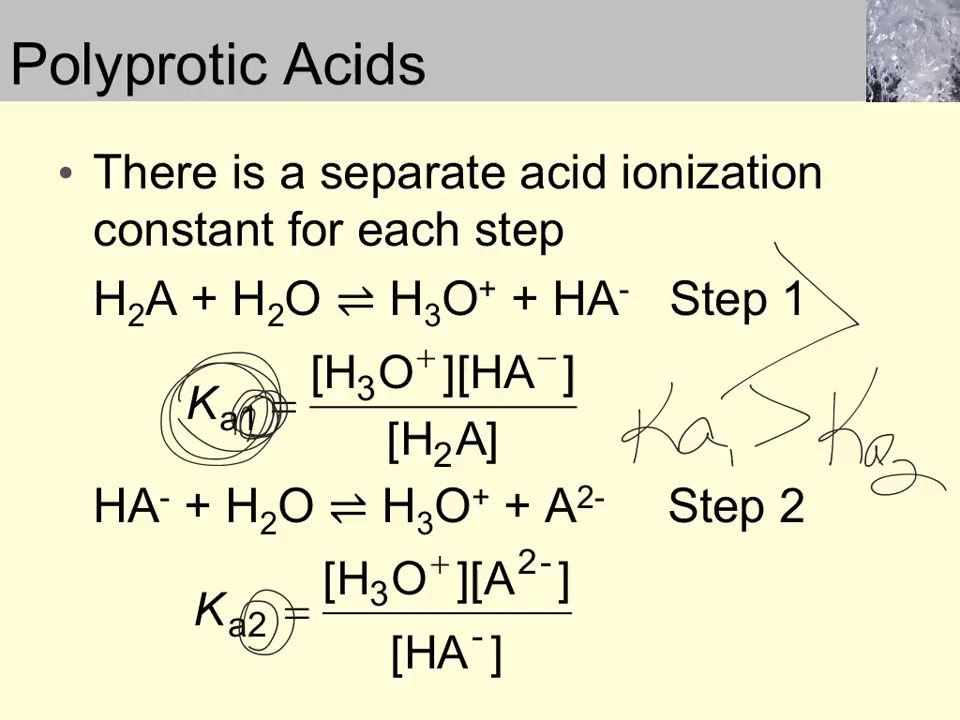 Polyprotic Acids
• There is a separate acid ionization
constant for each step
H₂A + H₂O ⇌ H₃O⁺ + HA⁻ Step 1
Kₐ₁ = [H₃O⁺][HA⁻] / [H₂A]
Ka₁ > Ka₂
HA⁻ + H₂O ⇌ H₃O⁺ + A²⁻ Step 2
Kₐ₂ = [H₃O⁺][A²⁻] / [HA⁻]